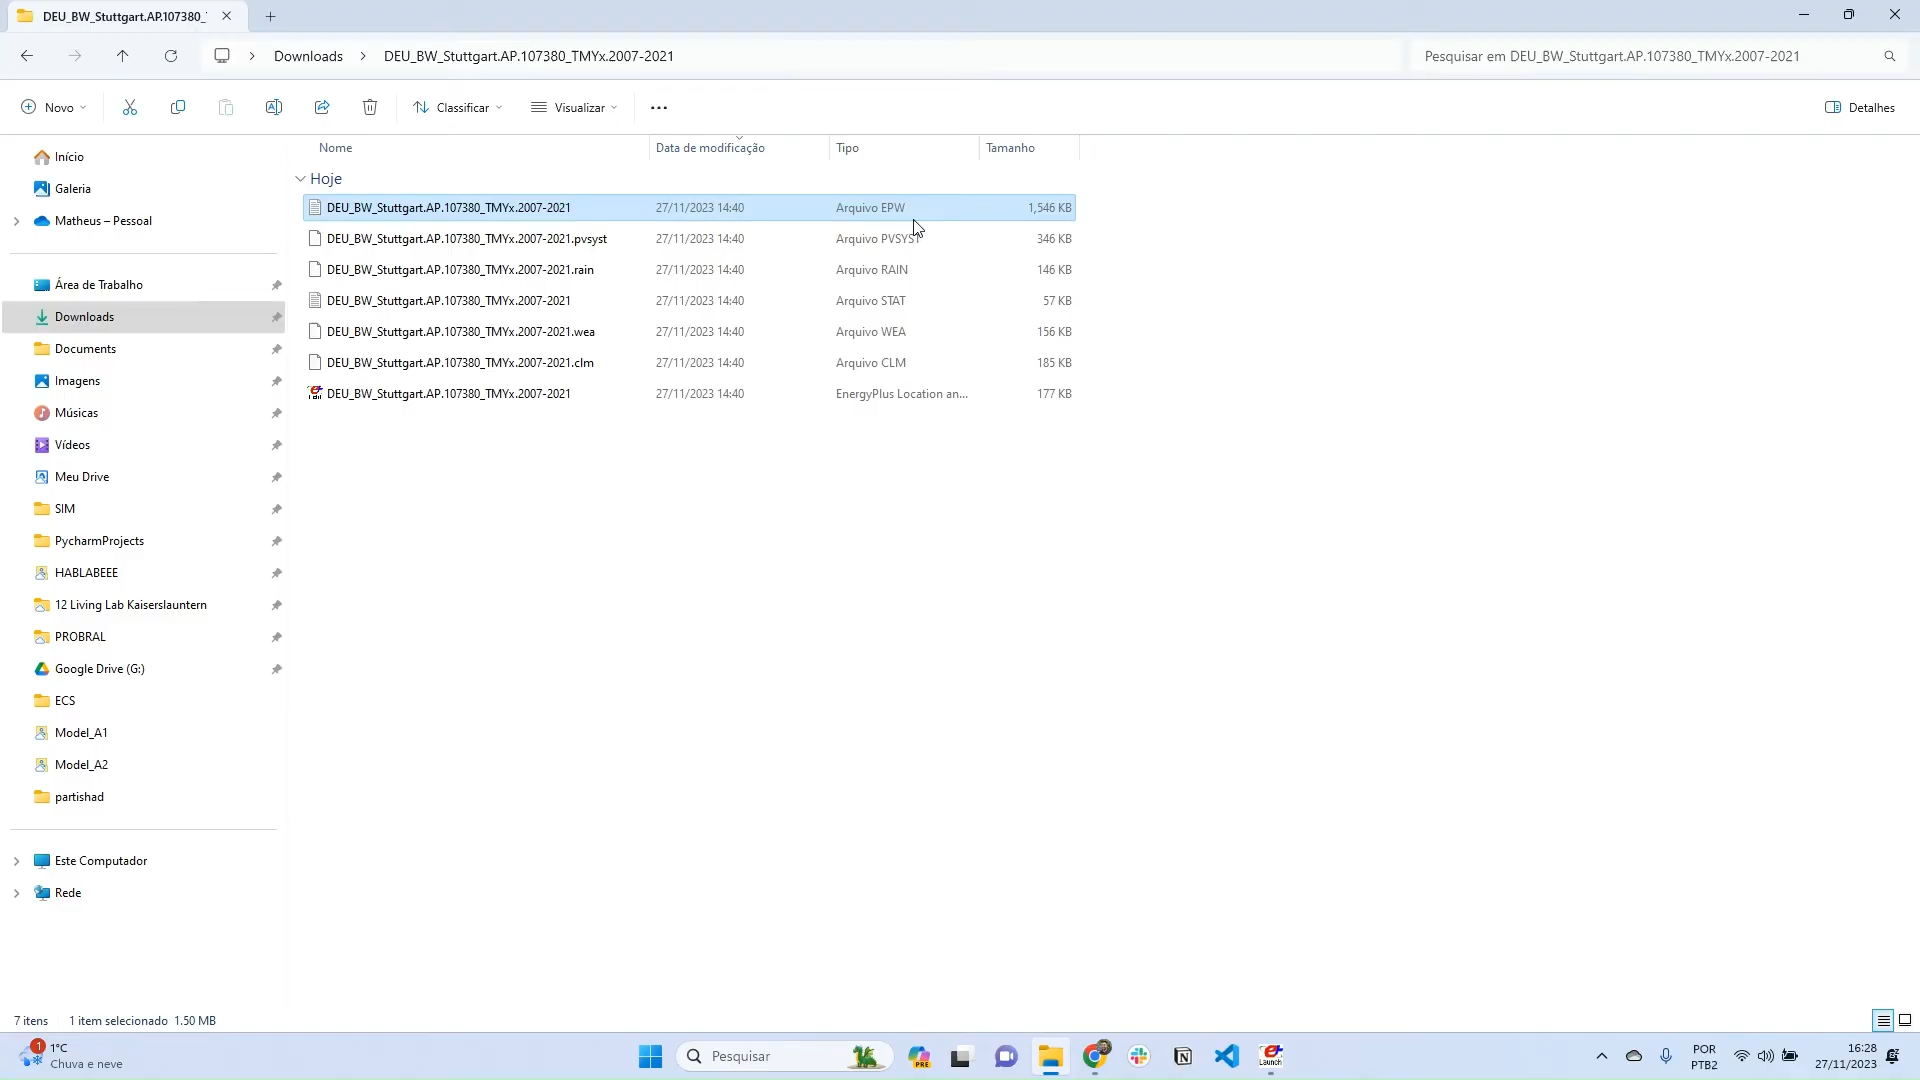 DEU_BW_Stuttgart.AP.107380_
Downloads
DEU_BW_Stuttgart.AP.107380_TMYx.2007-2021
Pesquisar em DEU_BW_Stuttgart.AP.107380_TMYx.2007-2021
Novo
Classificar
Visualizar
Detalhes
Nome Data de modificação Tipo Tamanho
Hoje
DEU_BW_Stuttgart.AP.107380_TMYx.2007-2021 27/11/2023 14:40 Arquivo EPW 1,546 KB
DEU_BW_Stuttgart.AP.107380_TMYx.2007-2021.pvsyst 27/11/2023 14:40 Arquivo PVSYST 346 KB
DEU_BW_Stuttgart.AP.107380_TMYx.2007-2021.rain 27/11/2023 14:40 Arquivo RAIN 146 KB
DEU_BW_Stuttgart.AP.107380_TMYx.2007-2021 27/11/2023 14:40 Arquivo STAT 57 KB
DEU_BW_Stuttgart.AP.107380_TMYx.2007-2021.wea 27/11/2023 14:40 Arquivo WEA 156 KB
DEU_BW_Stuttgart.AP.107380_TMYx.2007-2021.clm 27/11/2023 14:40 Arquivo CLM 185 KB
DEU_BW_Stuttgart.AP.107380_TMYx.2007-2021 27/11/2023 14:40 EnergyPlus Location an... 177 KB
Início
Galeria
Matheus – Pessoal
Área de Trabalho
Downloads
Documents
Imagens
Músicas
Vídeos
Meu Drive
SIM
PycharmProjects
HABLABEEE
12 Living Lab Kaiserslauntern
PROBRAL
Google Drive (G:)
ECS
Model_A1
Model_A2
partishad
Este Computador
Rede
7 itens
1 item selecionado 1.50 MB
1
1°C
Chuva e neve
Pesquisar
PRE
Launch
POR
PTB2
16:28
27/11/2023